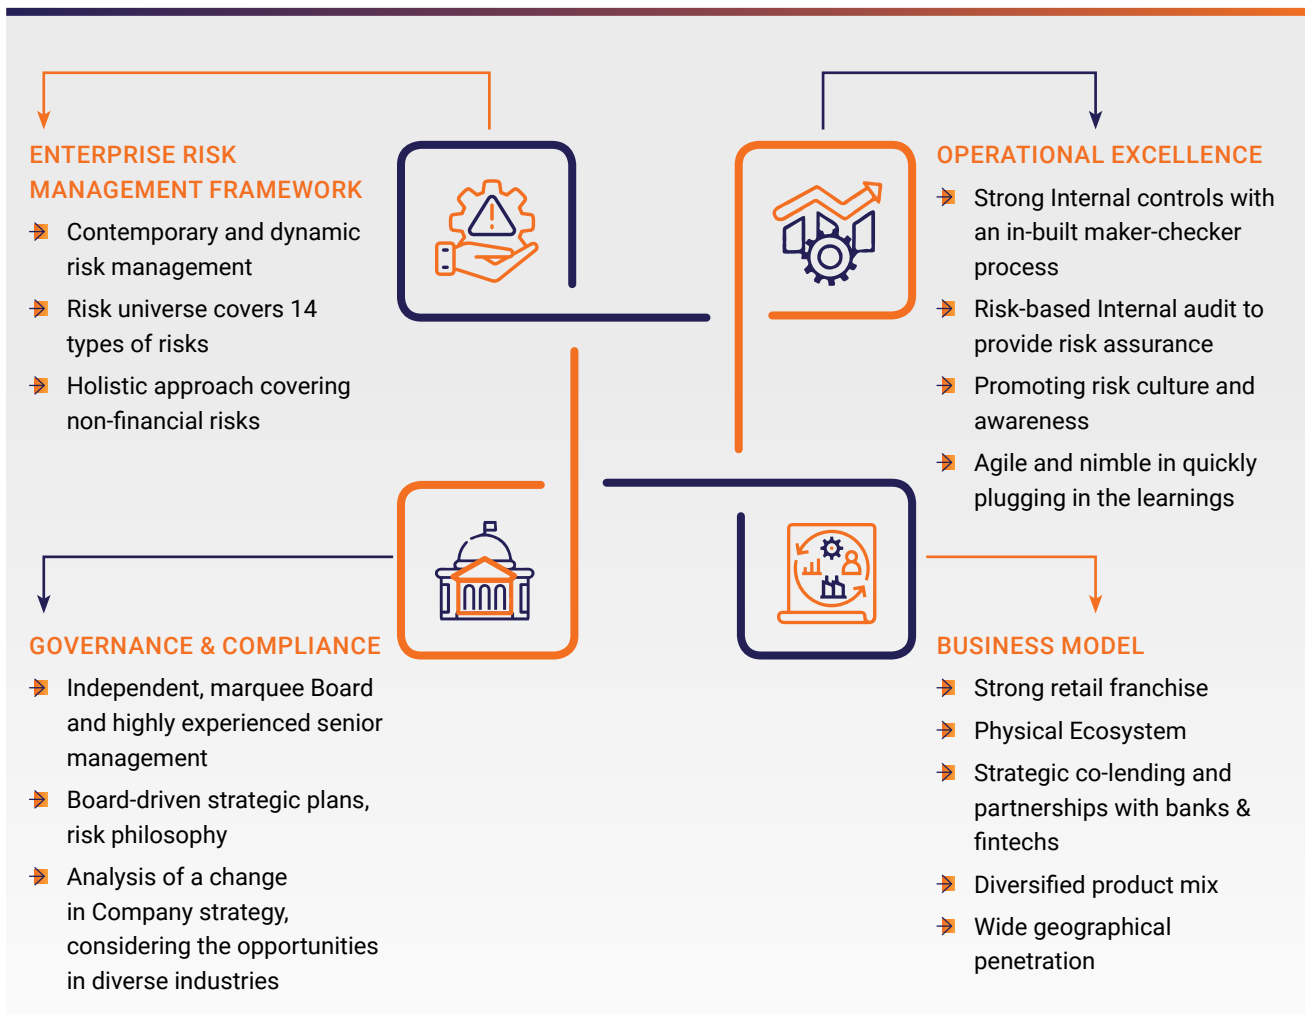 ENTERPRISE RISK
MANAGEMENT FRAMEWORK
Contemporary and dynamic
risk management
Risk universe covers 14
types of risks
Holistic approach covering
non-financial risks
OPERATIONAL EXCELLENCE
Strong Internal controls with
an in-built maker-checker
process
Risk-based Internal audit to
provide risk assurance
Promoting risk culture and
awareness
Agile and nimble in quickly
plugging in the learnings
GOVERNANCE & COMPLIANCE
Independent, marquee Board
and highly experienced senior
management
Board-driven strategic plans,
risk philosophy
Analysis of a change
in Company strategy,
considering the opportunities
in diverse industries
BUSINESS MODEL
Strong retail franchise
Physical Ecosystem
Strategic co-lending and
partnerships with banks &
fintechs
Diversified product mix
Wide geographical
penetration